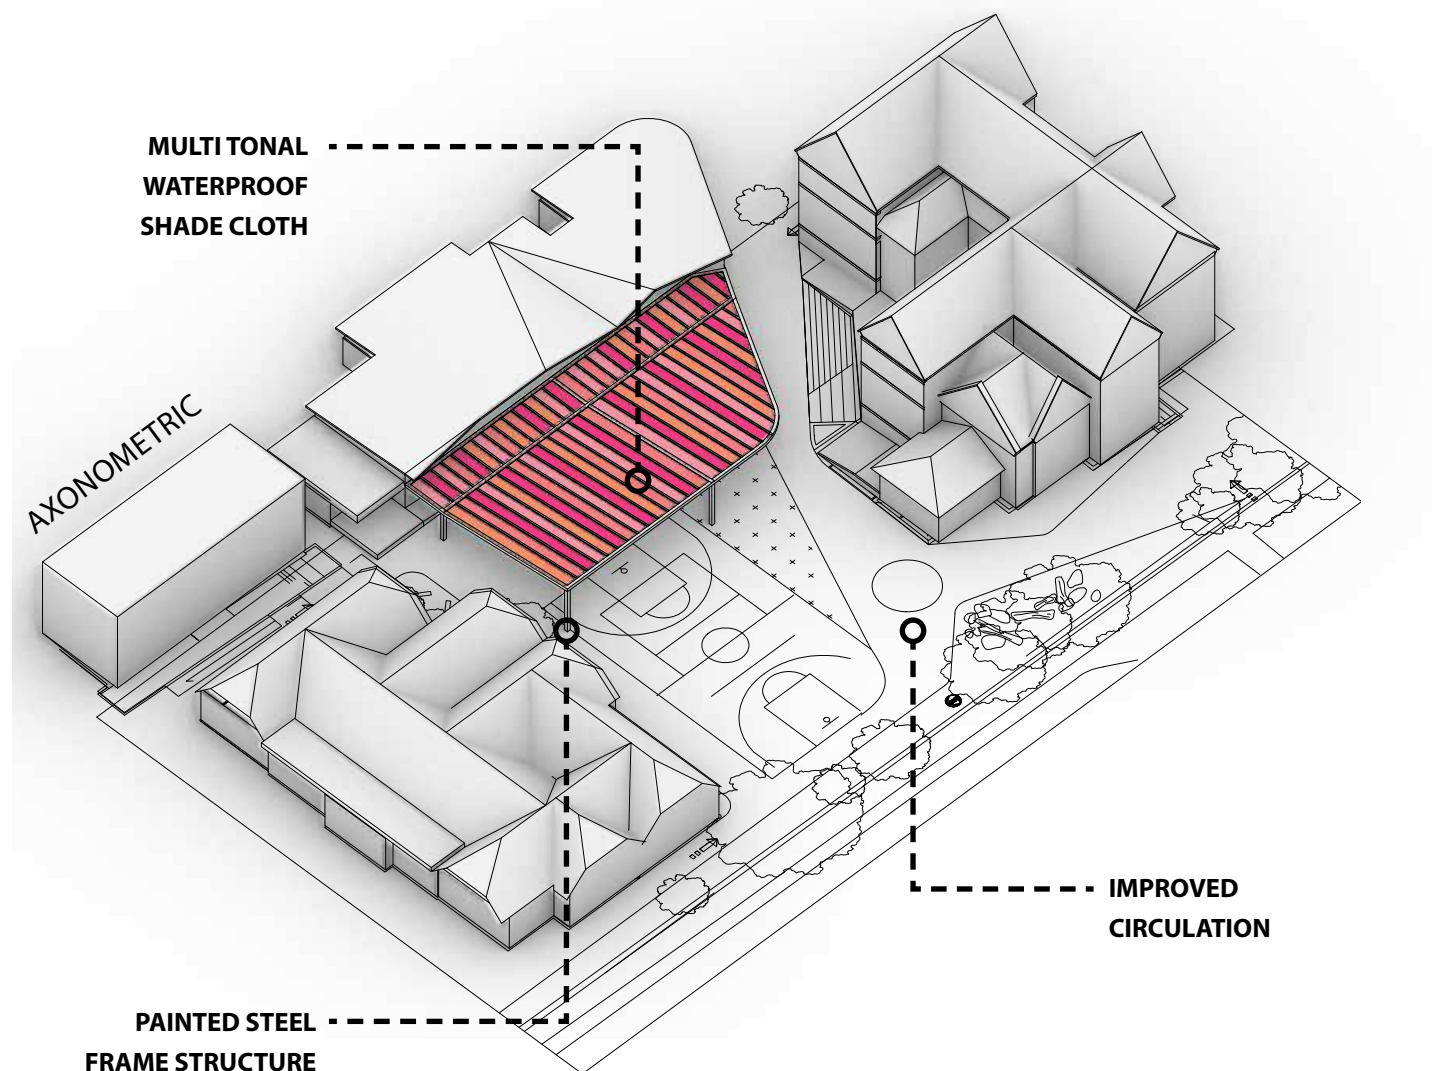 MULTI TONAL
WATERPROOF
SHADE CLOTH
AXONOMETRIC
IMPROVED
CIRCULATION
PAINTED STEEL
FRAME STRUCTURE